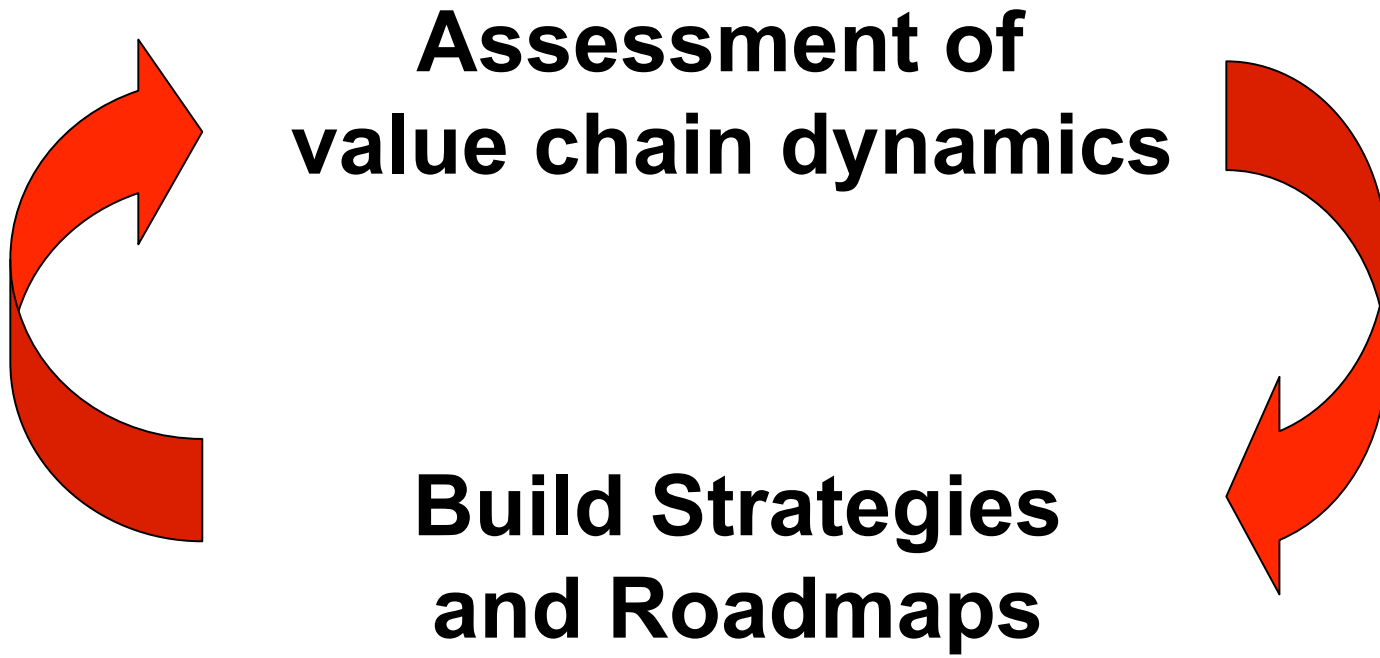 Assessment of
value chain dynamics
Build Strategies
and Roadmaps